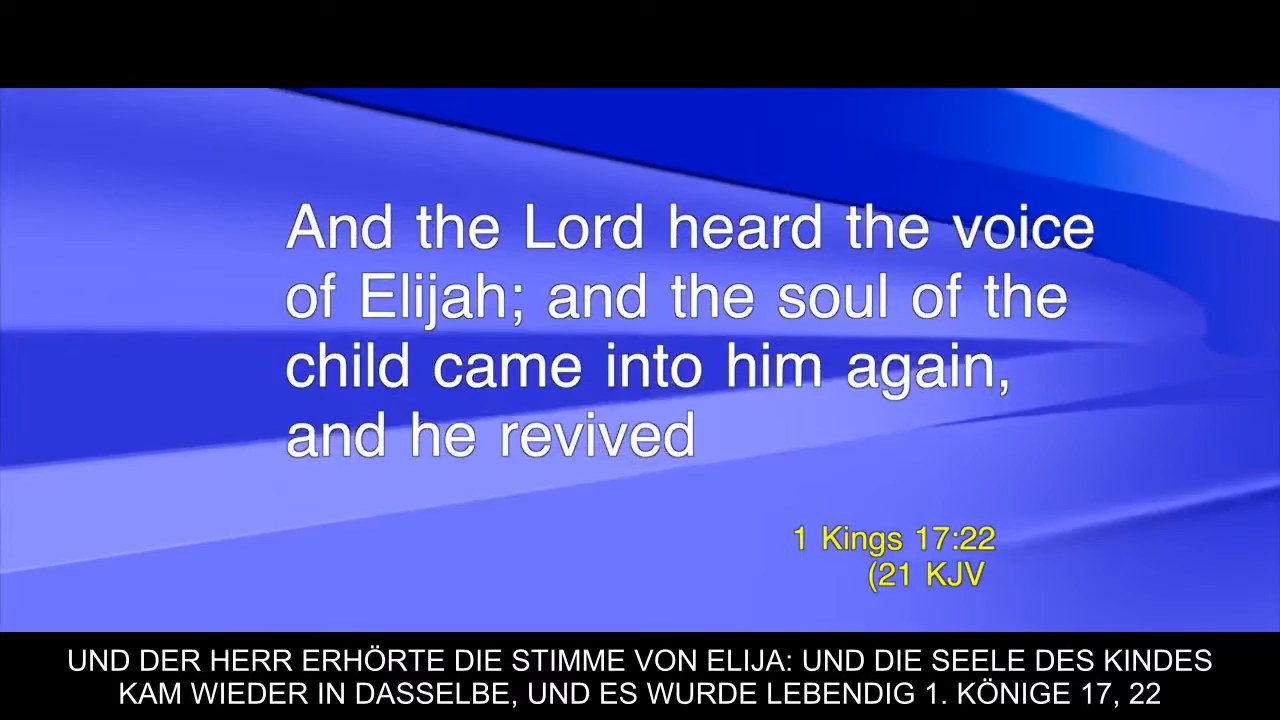 And the Lord heard the voice
of Elijah; and the soul of the
child came into him again,
and he revived
1 Kings 17:22
(21 KJV
UND DER HERR ERHÖRTE DIE STIMME VON ELIJA: UND DIE SEELE DES KINDES
KAM WIEDER IN DASSELBE, UND ES WURDE LEBENDIG 1. KÖNIGE 17, 22